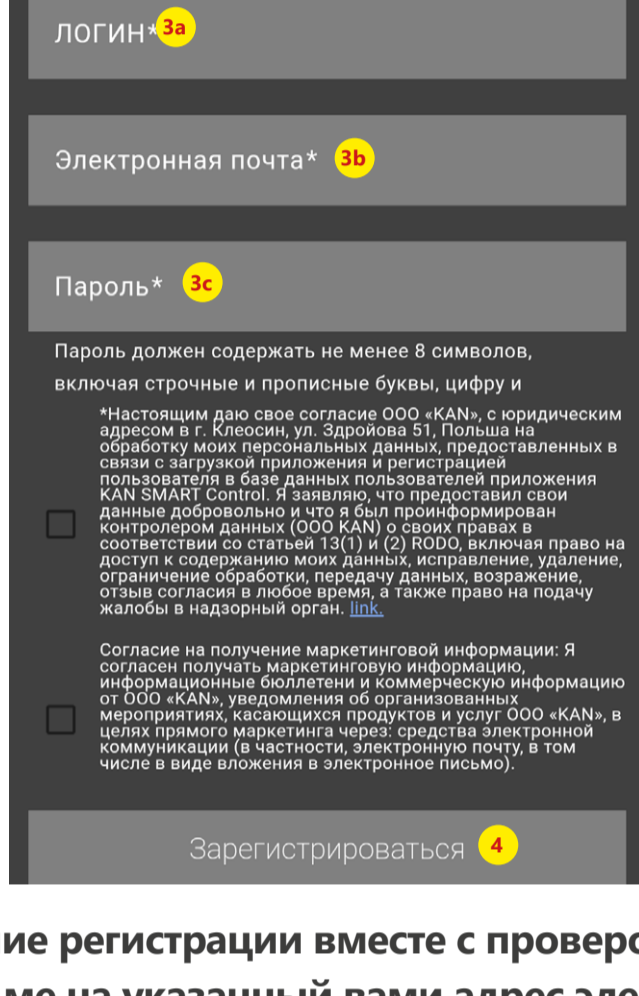 ЛОГИН* 3a
Электронная почта* 3b
Пароль* 3c
Пароль должен содержать не менее 8 символов,
включая строчные и прописные буквы, цифру и
*Настоящим даю свое согласие ООО «KAN», с юридическим
адресом в г. Клеосин, ул. Здройова 51, Польша на
обработку моих персональных данных, предоставленных в
связи с загрузкой приложения и регистрацией
пользователя в базе данных пользователей приложения
KAN SMART Control. Я заявляю, что предоставил свои
данные добровольно и что я был проинформирован
контролером данных (ООО KAN) о своих правах в
соответствии со статьей 13(1) и (2) RODO, включая право на
доступ к содержанию моих данных, исправление, удаление,
ограничение обработки, передачу данных, возражение,
отзыв согласия в любое время, а также право на подачу
жалобы в надзорный орган. link.
Согласие на получение маркетинговой информации: Я
согласен получать маркетинговую информацию,
информационные бюллетени и коммерческую информацию
от ООО «KAN», уведомления об организованных
мероприятиях, касающихся продуктов и услуг ООО «KAN», в
целях прямого маркетинга через: средства электронной
коммуникации (в частности, электронную почту, в том
числе в виде вложения в электронное письмо).
Зарегистрироваться 4
ие регистрации вместе с провер
на указанный вами адрес